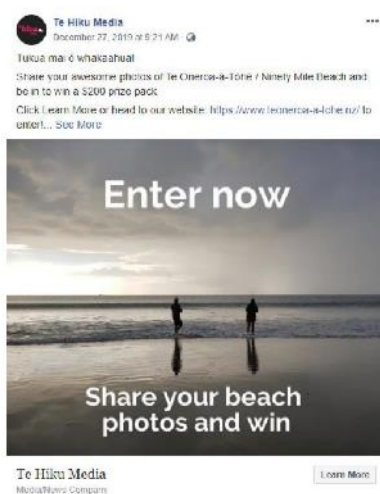 Te Hiku Media
December 27, 2019 at 9:21 AM
Tukua mai ō whakaahua!
Share your awesome photos of Te Oneroa-a-Tōhē / Ninety Mile Beach and
be in to win a $200 prize pack
Click Learn More or head to our website: https://www.teoneroa-a-tohe.nz/ to
enter!... See More
Enter now
Share your beach
photos and win
Te Hiku Media
Learn More
Media/News Company